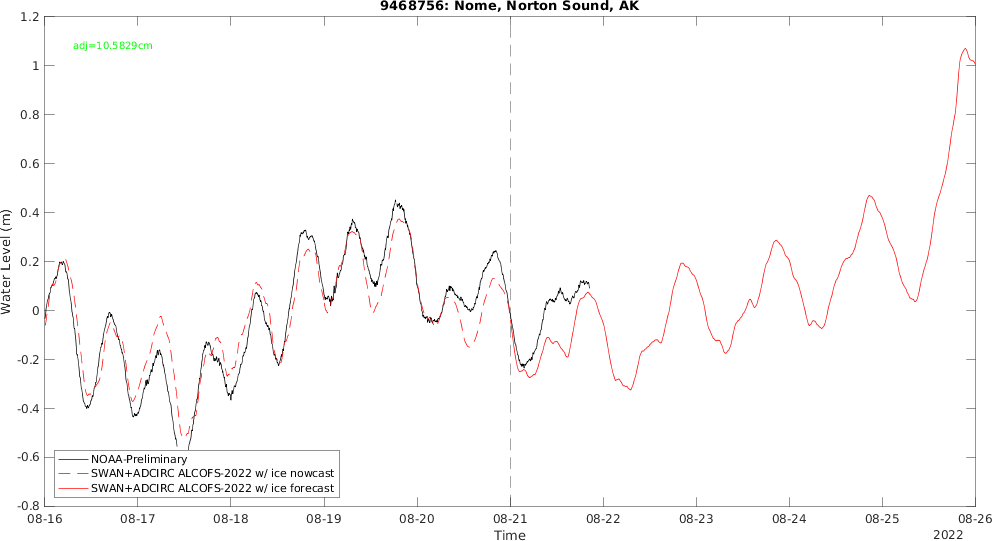 9468756: Nome, Norton Sound, AK
adj=10.5829cm
Water Level (m)
1.2
1
0.8
0.6
0.4
0.2
0
-0.2
-0.4
-0.6
-0.8
NOAA-Preliminary
SWAN+ADCIRC ALCOFS-2022 w/ ice nowcast
SWAN+ADCIRC ALCOFS-2022 w/ ice forecast
08-16 08-17 08-18 08-19 08-20 08-21 08-22 08-23 08-24 08-25 08-26
Time
2022